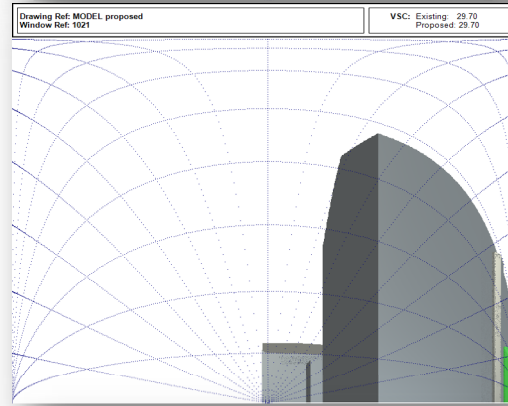 Drawing Ref: MODEL proposed
Window Ref: 1021
VSC: Existing: 29.70
Proposed: 29.70